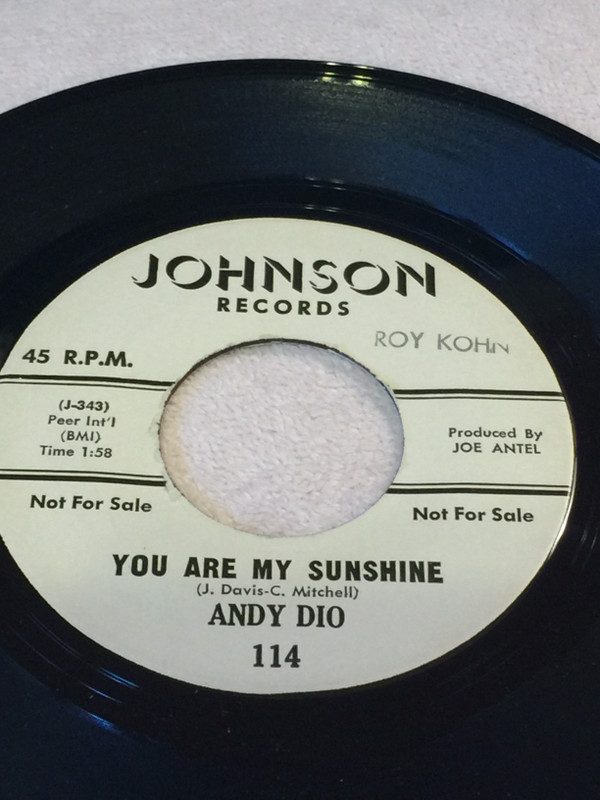 JOHNSON
RECORDS
ROY KOHN
45 R.P.M.
(J-343)
Peer Int'l
(BMI)
Time 1:58
Produced By
JOE ANTEL
Not For Sale
Not For Sale
YOU ARE MY SUNSHINE
(J. Davis-C. Mitchell)
ANDY DIO
114